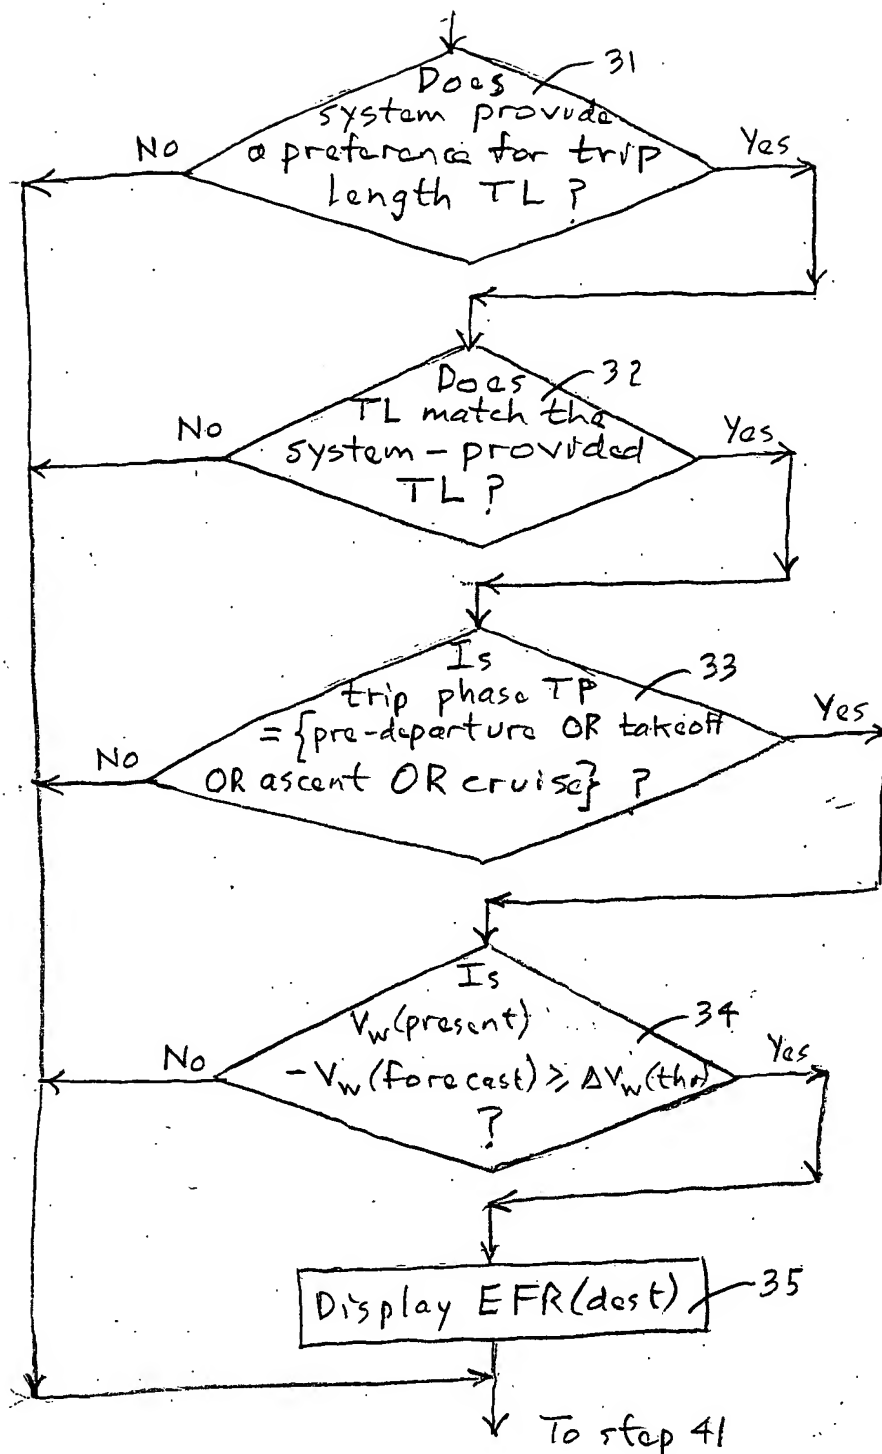 31
Does
system provide
a preference for trip
length TL ?
No
Yes
32
Does
TL match the
system - provided
TL ?
No
Yes
33
Is
trip phase TP
= {pre-departure OR takeoff
OR ascent OR cruise} ?
No
Yes
34
Is
Vw(present)
- Vw(forecast) ≥ ΔVw(thr)
?
No
Yes
Display EFR(dest)
35
To step 41